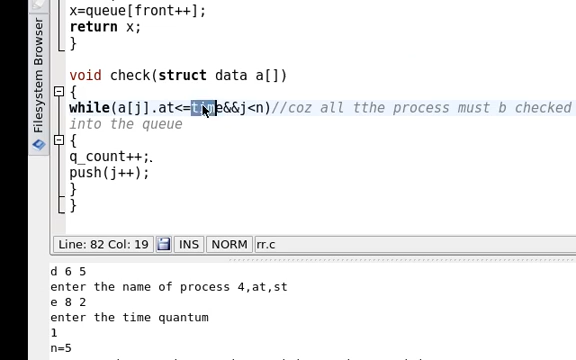 x=queue[front++];
return x;
}
void check(struct data a[])
{
while(a[j].at<=time&&j<n)//coz all tthe process must b checked
into the queue
{
q_count++;
push(j++);
}
}
Filesystem Browser
Line: 82 Col: 19 INS NORM rr.c
d 6 5
enter the name of process 4,at,st
e 8 2
enter the time quantum
1
n=5